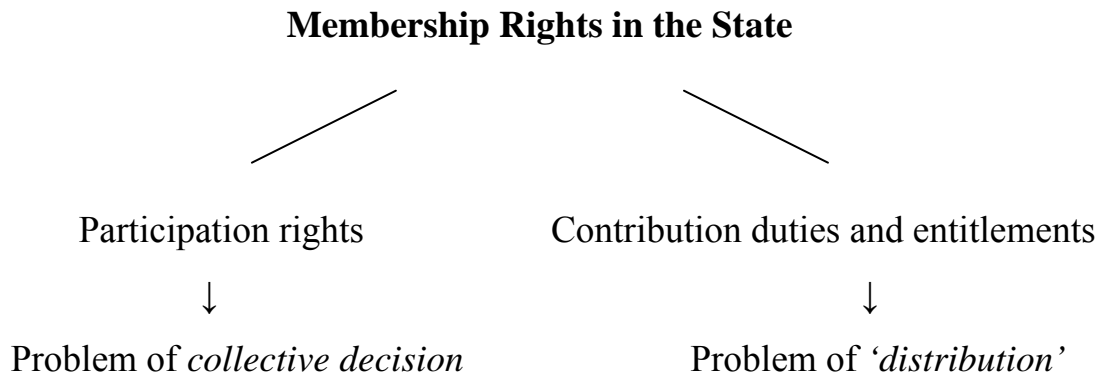 Membership Rights in the State
Participation rights
Contribution duties and entitlements
↓
↓
Problem of collective decision
Problem of ‘distribution’